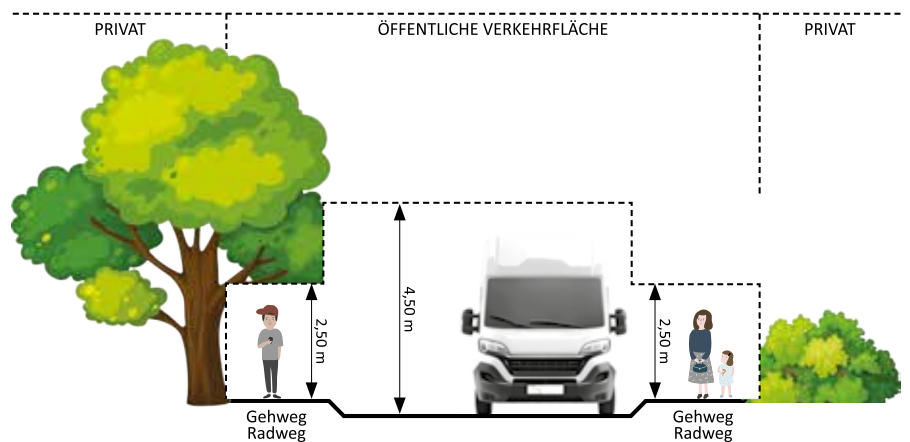 PRIVAT
ÖFFENTLICHE VERKEHRFLÄCHE
PRIVAT
2,50 m
4,50 m
2,50 m
Gehweg
Radweg
Gehweg
Radweg